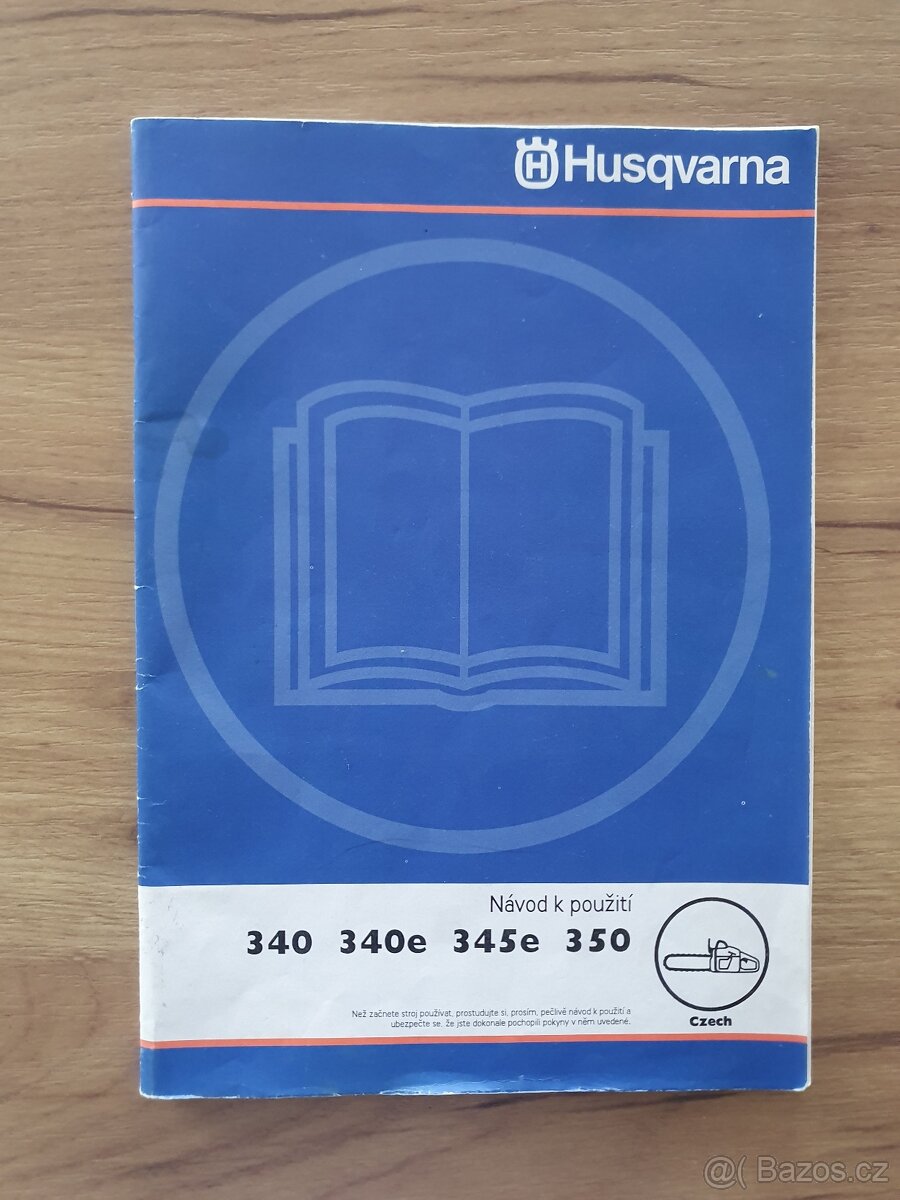 Husqvarna
Návod k použití
340 340e 345e 350
Než začnete stroj používat, prostudujte si, prosím, pečlivě návod k použití a
ubezpečte se, že jste dokonale pochopili pokyny v něm uvedené.
Czech
@( Bazos.cz